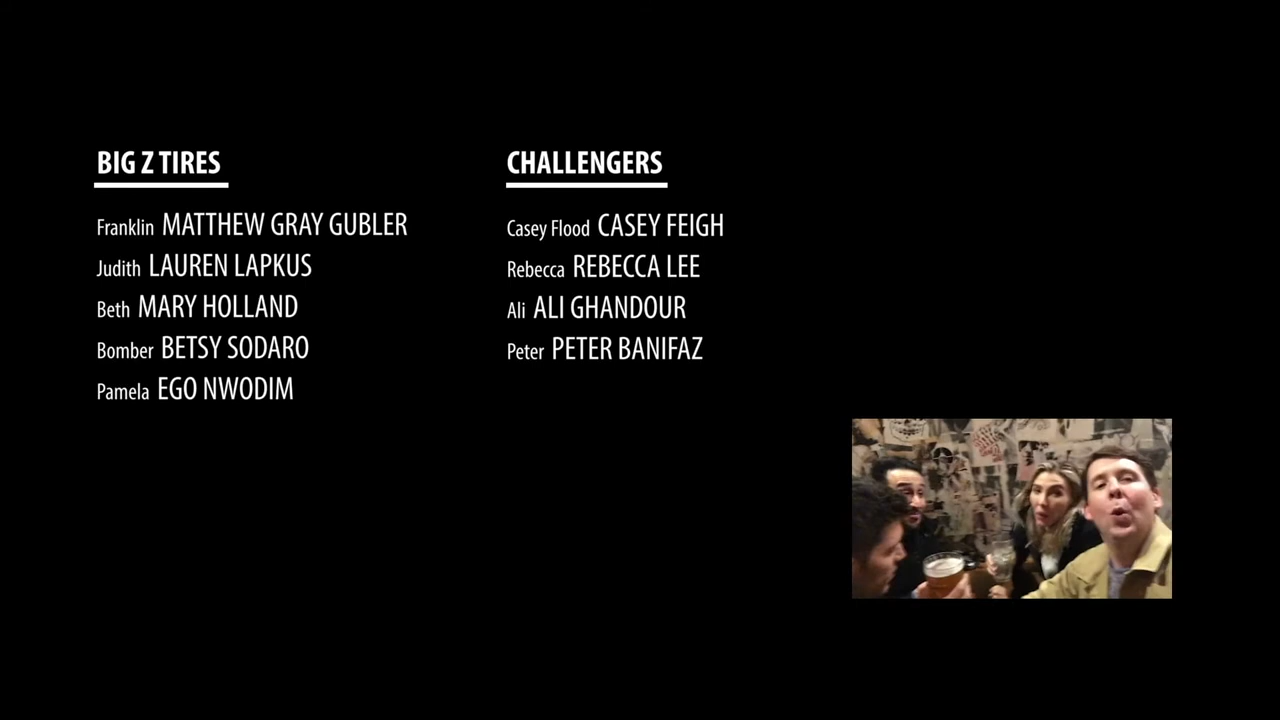 BIG Z TIRES
Franklin MATTHEW GRAY GUBLER
Judith LAUREN LAPKUS
Beth MARY HOLLAND
Bomber BETSY SODARO
Pamela EGO NWODIM
CHALLENGERS
Casey Flood CASEY FEIGH
Rebecca REBECCA LEE
Ali ALI GHANDOUR
Peter PETER BANIFAZ